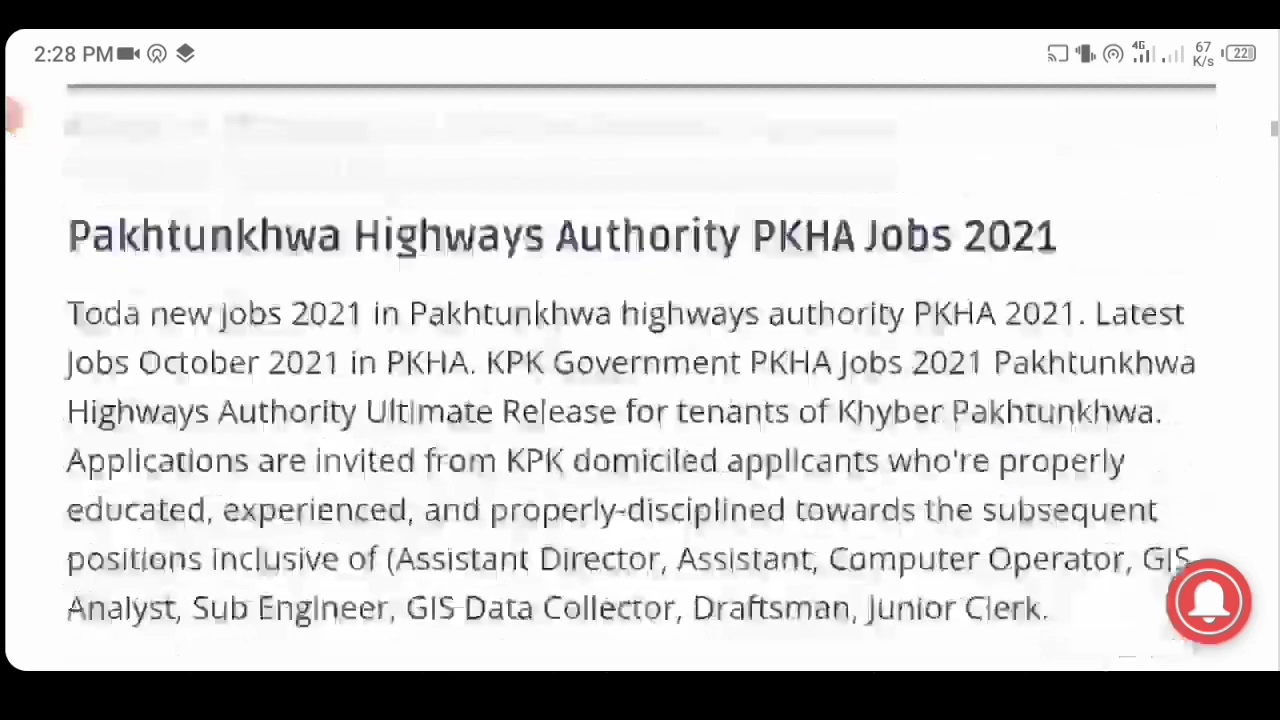 2:28 PM
4G
67
K/s
22
Pakhtunkhwa Highways Authority PKHA Jobs 2021
Toda new jobs 2021 in Pakhtunkhwa highways authority PKHA 2021. Latest
Jobs October 2021 in PKHA. KPK Government PKHA Jobs 2021 Pakhtunkhwa
Highways Authority Ultimate Release for tenants of Khyber Pakhtunkhwa.
Applications are invited from KPK domiciled applicants who're properly
educated, experienced, and properly-disciplined towards the subsequent
positions inclusive of (Assistant Director, Assistant, Computer Operator, GIS
Analyst, Sub Engineer, GIS Data Collector, Draftsman, Junior Clerk.